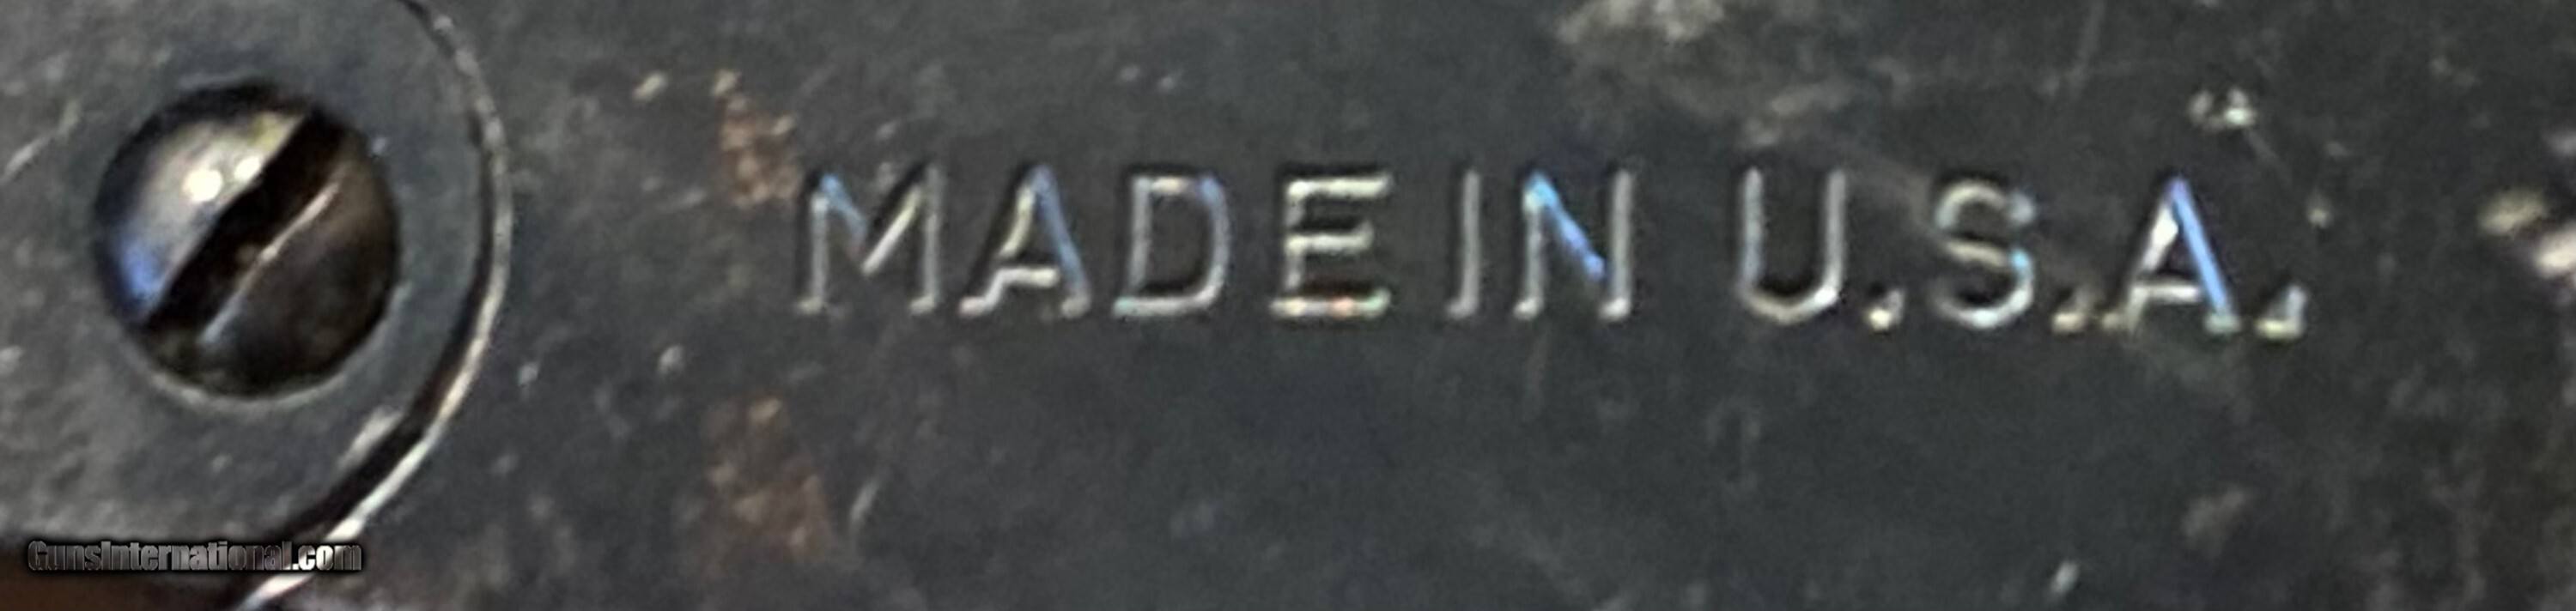 MADE IN U.S.A.
GunsInternational.com